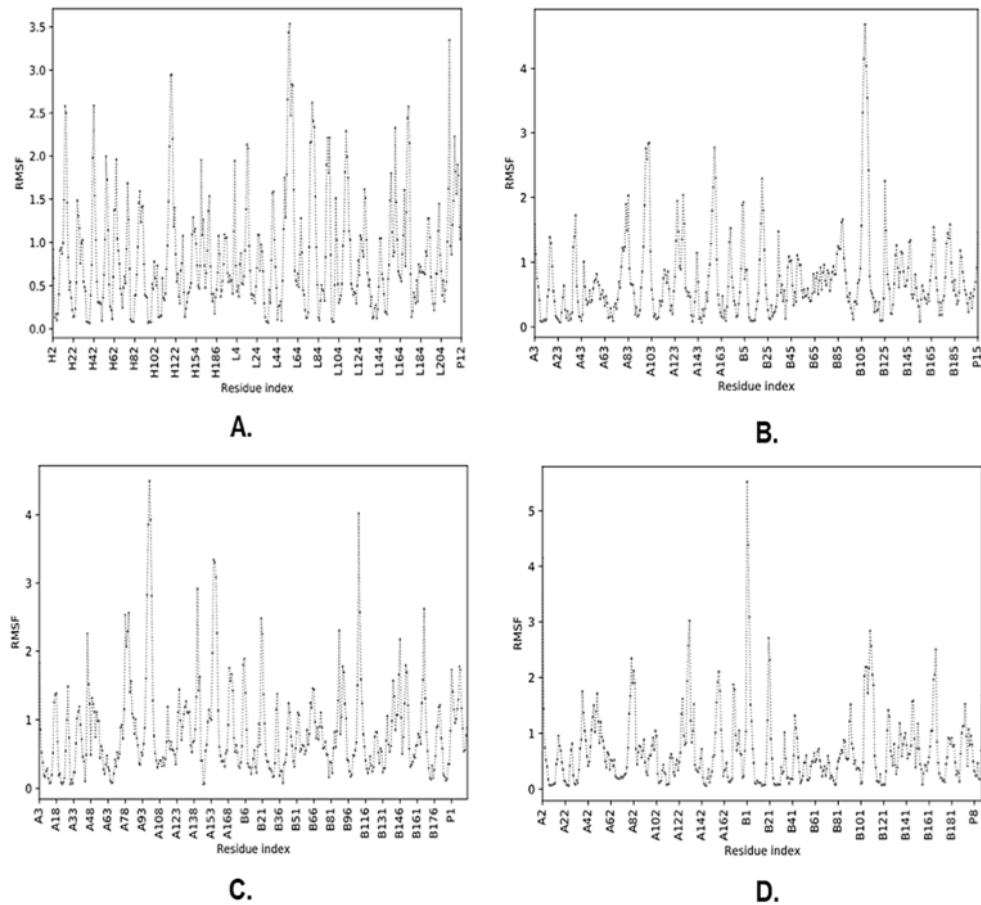 3.5
3.0
2.5
2.0
1.5
1.0
0.5
0.0
RMSF
H2 H22 H42 H62 H82 H102 H122 H154 H186 L4 L24 L44 L64 L84 L104 L124 L144 L164 L184 L204 P12
Residue index
A.
4
3
2
1
0
RMSF
A3 A23 A43 A63 A83 A103 A123 A143 A163 B5 B25 B45 B65 B85 B105 B125 B145 B165 B185 P15
Residue index
B.
4
3
2
1
0
RMSF
A3 A18 A33 A48 A63 A78 A93 A108 A123 A138 A153 A168 B6 B21 B36 B51 B66 B81 B96 B116 B131 B146 B161 B176 P1
Residue index
C.
5
4
3
2
1
0
RMSF
A2 A22 A42 A62 A82 A102 A122 A142 A162 B1 B21 B41 B61 B81 B101 B121 B141 B161 B181 P8
Residue index
D.